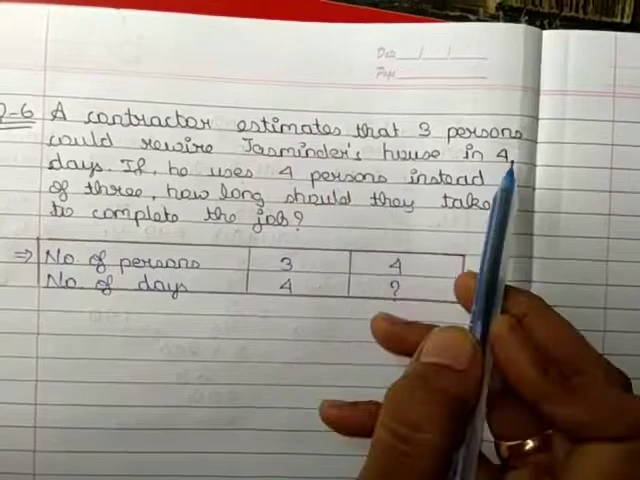 Date / /
Page
Q-6 A contractor estimates that 3 persons
could rewire Jasminder's house in 4
days. If, he uses 4 persons instead
of three, how long should they take
to complete the job?
⇒ No of persons 3 4
No of days 4 ?